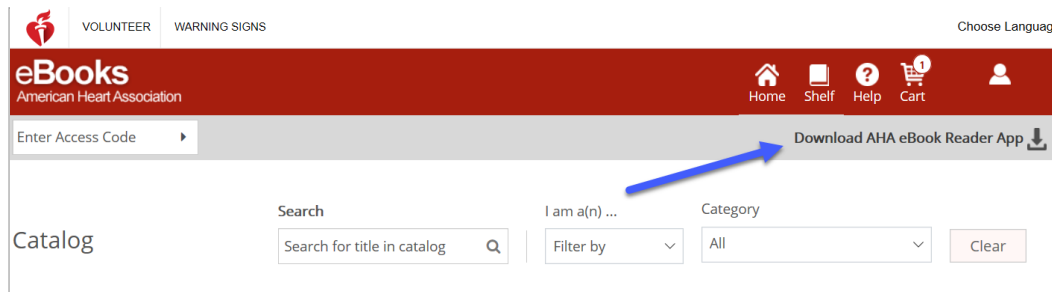 VOLUNTEER WARNING SIGNS Choose Languag
eBooks
American Heart Association
1
Home Shelf Help Cart
Enter Access Code Download AHA eBook Reader App
Search I am a(n) ... Category
Catalog Search for title in catalog Filter by All Clear